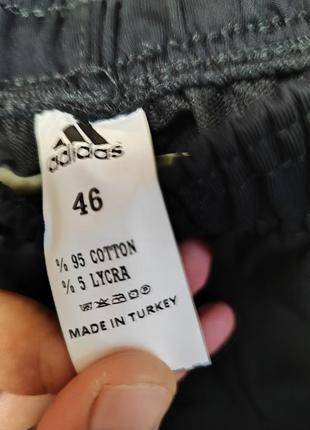 adidas
46
% 95 COTTON
% 5 LYCRA
MADE IN TURKEY